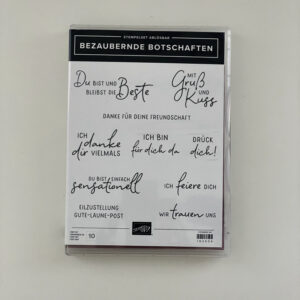 STEMPELSET ABLÖSBAR
BEZAUBERNDE BOTSCHAFTEN
Du BIST UND
BLEIBST DIE Beste
MIT
Gruß
UND
Kuss
DANKE FÜR DEINE FREUNDSCHAFT
ICH
danke
dir VIELMALS
ICH BIN
für dich da
DRÜCK
dich!
DU BIST EINFACH
sensationell
ICH feiere DICH
EILZUSTELLUNG
GUTE-LAUNE-POST
wir trauen UNS
10